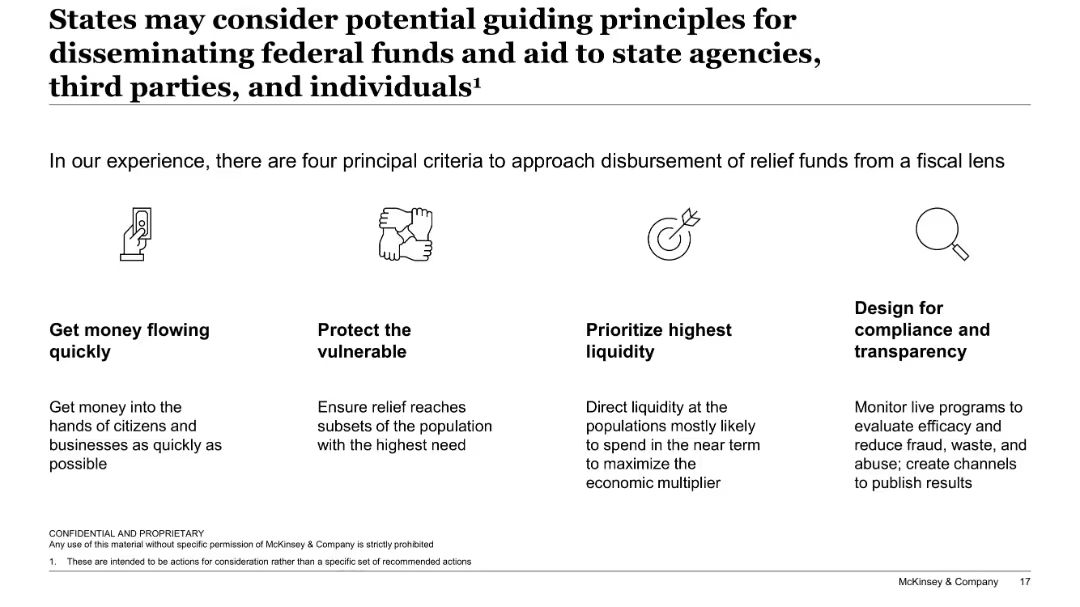 States may consider potential guiding principles for
disseminating federal funds and aid to state agencies,
third parties, and individuals¹
In our experience, there are four principal criteria to approach disbursement of relief funds from a fiscal lens
Get money flowing
quickly
Get money into the
hands of citizens and
businesses as quickly as
possible
Protect the
vulnerable
Ensure relief reaches
subsets of the population
with the highest need
Prioritize highest
liquidity
Direct liquidity at the
populations mostly likely
to spend in the near term
to maximize the
economic multiplier
Design for
compliance and
transparency
Monitor live programs to
evaluate efficacy and
reduce fraud, waste, and
abuse; create channels
to publish results
CONFIDENTIAL AND PROPRIETARY
Any use of this material without specific permission of McKinsey & Company is strictly prohibited
1. These are intended to be actions for consideration rather than a specific set of recommended actions
McKinsey & Company 17